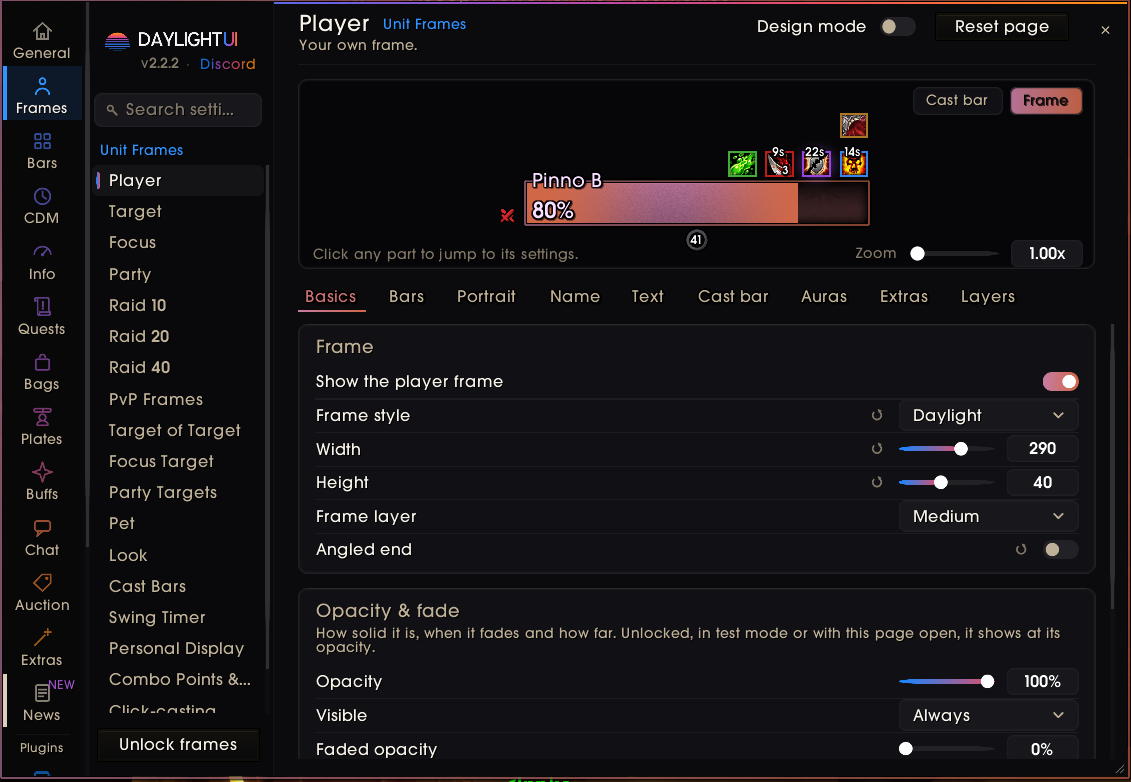 General
Frames
Bars
CDM
Info
Quests
Bags
Plates
Buffs
Chat
Auction
Extras
NEW
News
Plugins
DAYLIGHTUI
v2.2.2 · Discord
Search setti...
Unit Frames
Player
Target
Focus
Party
Raid 10
Raid 20
Raid 40
PvP Frames
Target of Target
Focus Target
Party Targets
Pet
Look
Cast Bars
Swing Timer
Personal Display
Combo Points &...
Click-casting
Unlock frames
Player Unit Frames
Your own frame.
Design mode
Reset page
Cast bar
Frame
9s
3
22s
14s
Pinno B
80%
41
Click any part to jump to its settings.
Zoom
1.00x
Basics Bars Portrait Name Text Cast bar Auras Extras Layers
Frame
Show the player frame
Frame style Daylight
Width 290
Height 40
Frame layer Medium
Angled end
Opacity & fade
How solid it is, when it fades and how far. Unlocked, in test mode or with this page open, it shows at its
opacity.
Opacity 100%
Visible Always
Faded opacity 0%